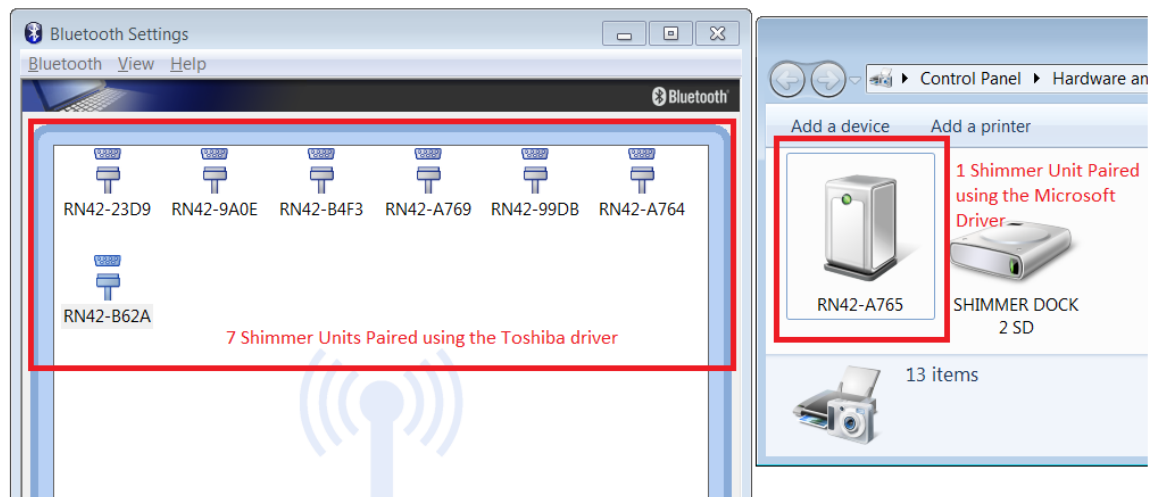 Bluetooth Settings
Bluetooth View Help
Bluetooth
RN42-23D9 RN42-9A0E RN42-B4F3 RN42-A769 RN42-99DB RN42-A764
RN42-B62A
7 Shimmer Units Paired using the Toshiba driver
Control Panel Hardware an
Add a device Add a printer
1 Shimmer Unit Paired
using the Microsoft
Driver
RN42-A765
SHIMMER DOCK
2 SD
13 items